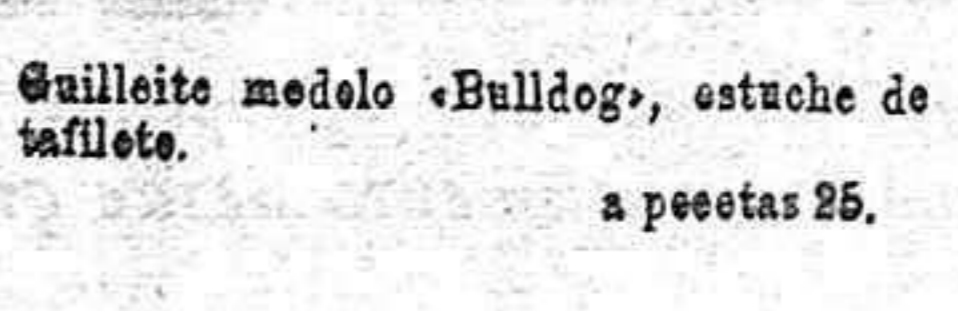 Guilleite modelo «Bulldog», estuche de
tafilete.
a pesetas 25.